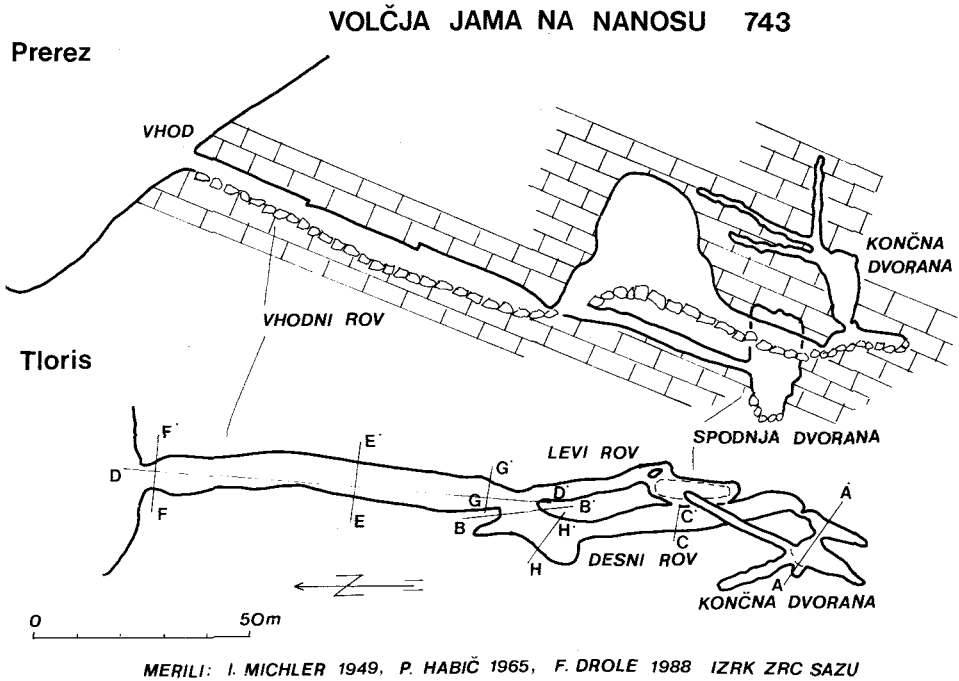 VOLČJA JAMA NA NANOSU 743
Prerez
VHOD
KONČNA
DVORANA
VHODNI ROV
Tloris
SPODNJA DVORANA
LEVI ROV
F'
E'
G'
D
D'
A'
G
B'
F
E
B
H'
C'
C
H
DESNI ROV
A
KONČNA DVORANA
N
0 50m
MERILI: I. MICHLER 1949, P. HABIČ 1965, F. DROLE 1988 IZRK ZRC SAZU